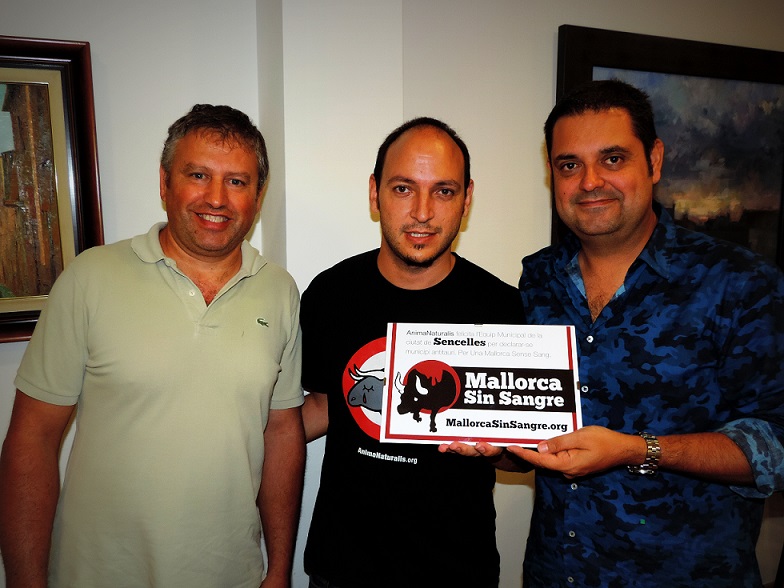 AnimaNaturalis felicita l'Equip Municipal de la
ciutat de Sencelles per declarar-se
municipi antitaurí. Per Una Mallorca Sense Sang.
Mallorca
Sin Sangre
MallorcaSinSangre.org
AnimaNaturalis.org